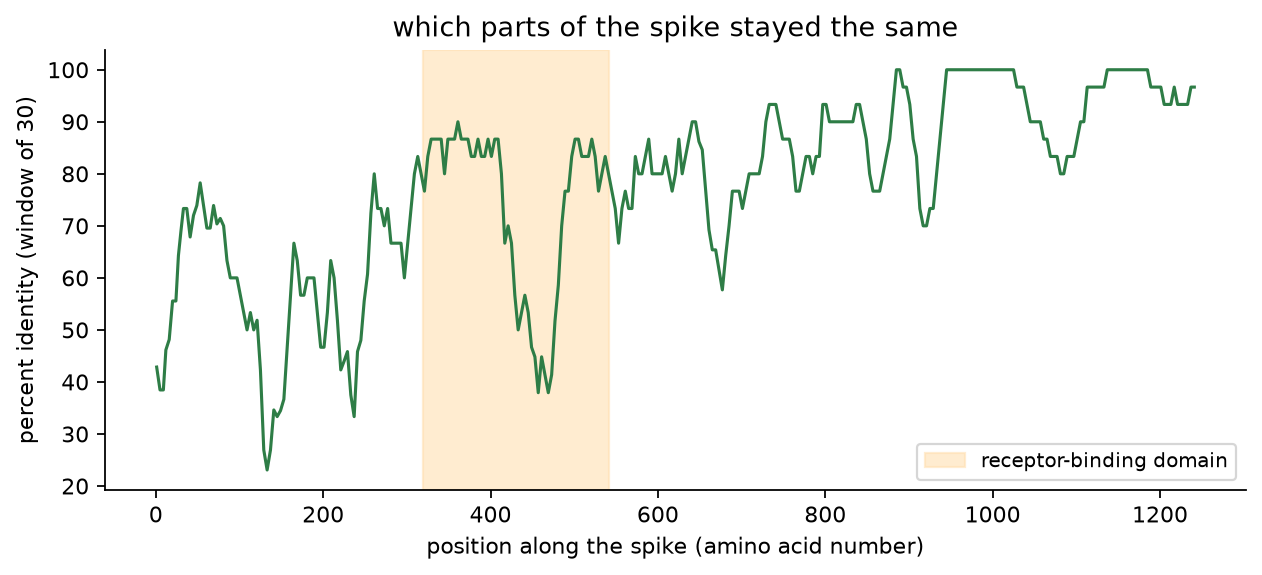 which parts of the spike stayed the same
percent identity (window of 30)
100
90
80
70
60
50
40
30
20
receptor-binding domain
0 200 400 600 800 1000 1200
position along the spike (amino acid number)